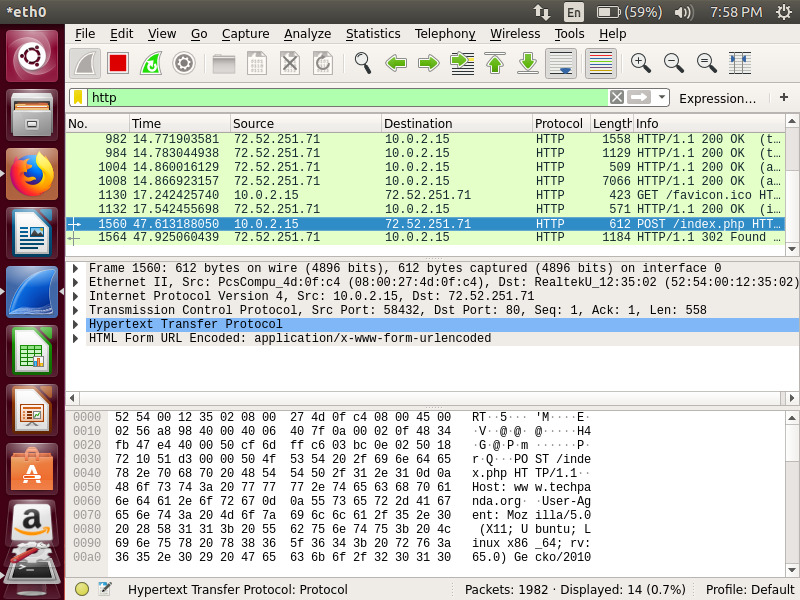 *eth0 En (59%) 7:58 PM
File Edit View Go Capture Analyze Statistics Telephony Wireless Tools Help
http Expression… +
No. Time Source Destination Protocol Length Info
982 14.771903581 72.52.251.71 10.0.2.15 HTTP 1558 HTTP/1.1 200 OK (t…
984 14.783044938 72.52.251.71 10.0.2.15 HTTP 1129 HTTP/1.1 200 OK (t…
1004 14.860016129 72.52.251.71 10.0.2.15 HTTP 509 HTTP/1.1 200 OK (a…
1008 14.866923157 72.52.251.71 10.0.2.15 HTTP 7066 HTTP/1.1 200 OK (a…
1130 17.242425740 10.0.2.15 72.52.251.71 HTTP 423 GET /favicon.ico HT…
1132 17.542455698 72.52.251.71 10.0.2.15 HTTP 571 HTTP/1.1 200 OK (i…
1560 47.613188050 10.0.2.15 72.52.251.71 HTTP 612 POST /index.php HTT…
1564 47.925060439 72.52.251.71 10.0.2.15 HTTP 1184 HTTP/1.1 302 Found …
Frame 1560: 612 bytes on wire (4896 bits), 612 bytes captured (4896 bits) on interface 0
Ethernet II, Src: PcsCompu_4d:0f:c4 (08:00:27:4d:0f:c4), Dst: RealtekU_12:35:02 (52:54:00:12:35:02)
Internet Protocol Version 4, Src: 10.0.2.15, Dst: 72.52.251.71
Transmission Control Protocol, Src Port: 58432, Dst Port: 80, Seq: 1, Ack: 1, Len: 558
Hypertext Transfer Protocol
HTML Form URL Encoded: application/x-www-form-urlencoded
0000 52 54 00 12 35 02 08 00 27 4d 0f c4 08 00 45 00 RT··5··· 'M····E·
0010 02 56 a8 98 40 00 40 06 40 7f 0a 00 02 0f 48 34 ·V··@·@· @·····H4
0020 fb 47 e4 40 00 50 cf 6d ff c6 03 bc 0e 02 50 18 ·G·@·P·m ······P·
0030 72 10 51 d3 00 00 50 4f 53 54 20 2f 69 6e 64 65 r·Q···PO ST /inde
0040 78 2e 70 68 70 20 48 54 54 50 2f 31 2e 31 0d 0a x.php HT TP/1.1··
0050 48 6f 73 74 3a 20 77 77 77 2e 74 65 63 68 70 61 Host: ww w.techpa
0060 6e 64 61 2e 6f 72 67 0d 0a 55 73 65 72 2d 41 67 nda.org· ·User-Ag
0070 65 6e 74 3a 20 4d 6f 7a 69 6c 6c 61 2f 35 2e 30 ent: Moz illa/5.0
0080 20 28 58 31 31 3b 20 55 62 75 6e 74 75 3b 20 4c (X11; U buntu; L
0090 69 6e 75 78 20 78 38 36 5f 36 34 3b 20 72 76 3a inux x86 _64; rv:
00a0 36 35 2e 30 29 20 47 65 63 6b 6f 2f 32 30 31 30 65.0) Ge cko/2010
Hypertext Transfer Protocol: Protocol Packets: 1982 · Displayed: 14 (0.7%) Profile: Default